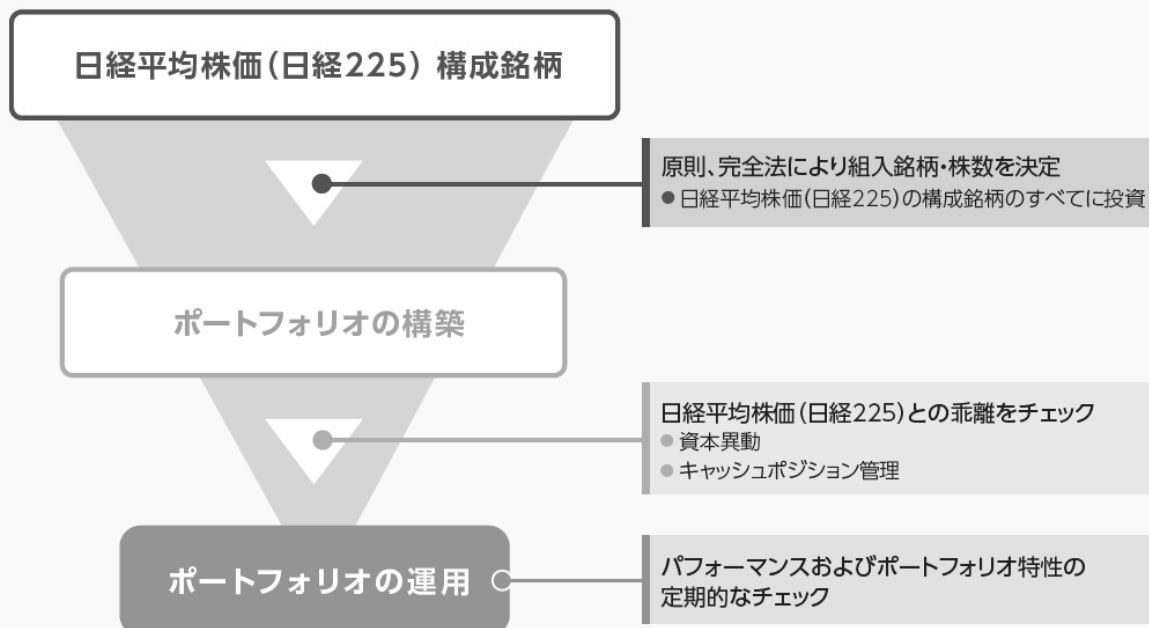 日経平均株価(日経225) 構成銘柄
原則、完全法により組入銘柄・株数を決定
● 日経平均株価(日経225)の構成銘柄のすべてに投資
ポートフォリオの構築
日経平均株価(日経225)との乖離をチェック
● 資本異動
● キャッシュポジション管理
ポートフォリオの運用
パフォーマンスおよびポートフォリオ特性の
定期的なチェック